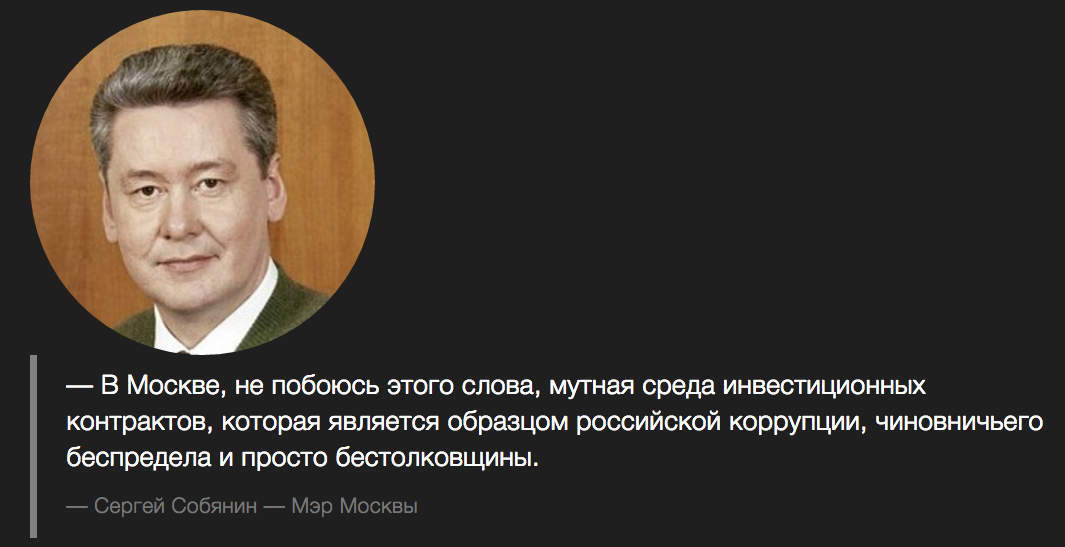 — В Москве, не побоюсь этого слова, мутная среда инвестиционных
контрактов, которая является образцом российской коррупции, чиновничьего
беспредела и просто бестолковщины.
— Сергей Собянин — Мэр Москвы